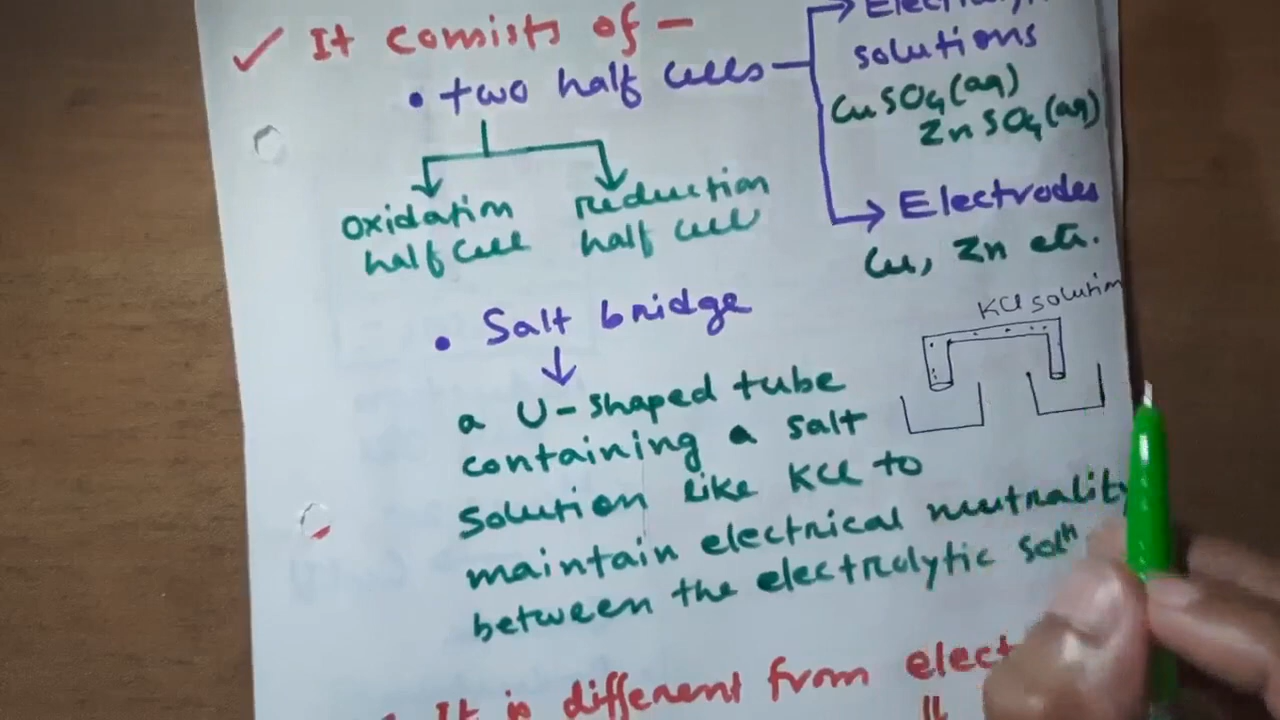 It consists of –
• two half cells
Oxidation
half cell
reduction
half cell
solutions
CuSO4(aq)
ZnSO4(aq)
Electrodes
Cu, Zn etc.
• Salt bridge
KCl solution
a U-shaped tube
containing a salt
solution like KCl to
maintain electrical neutrality
between the electrolytic solⁿ
It is different from